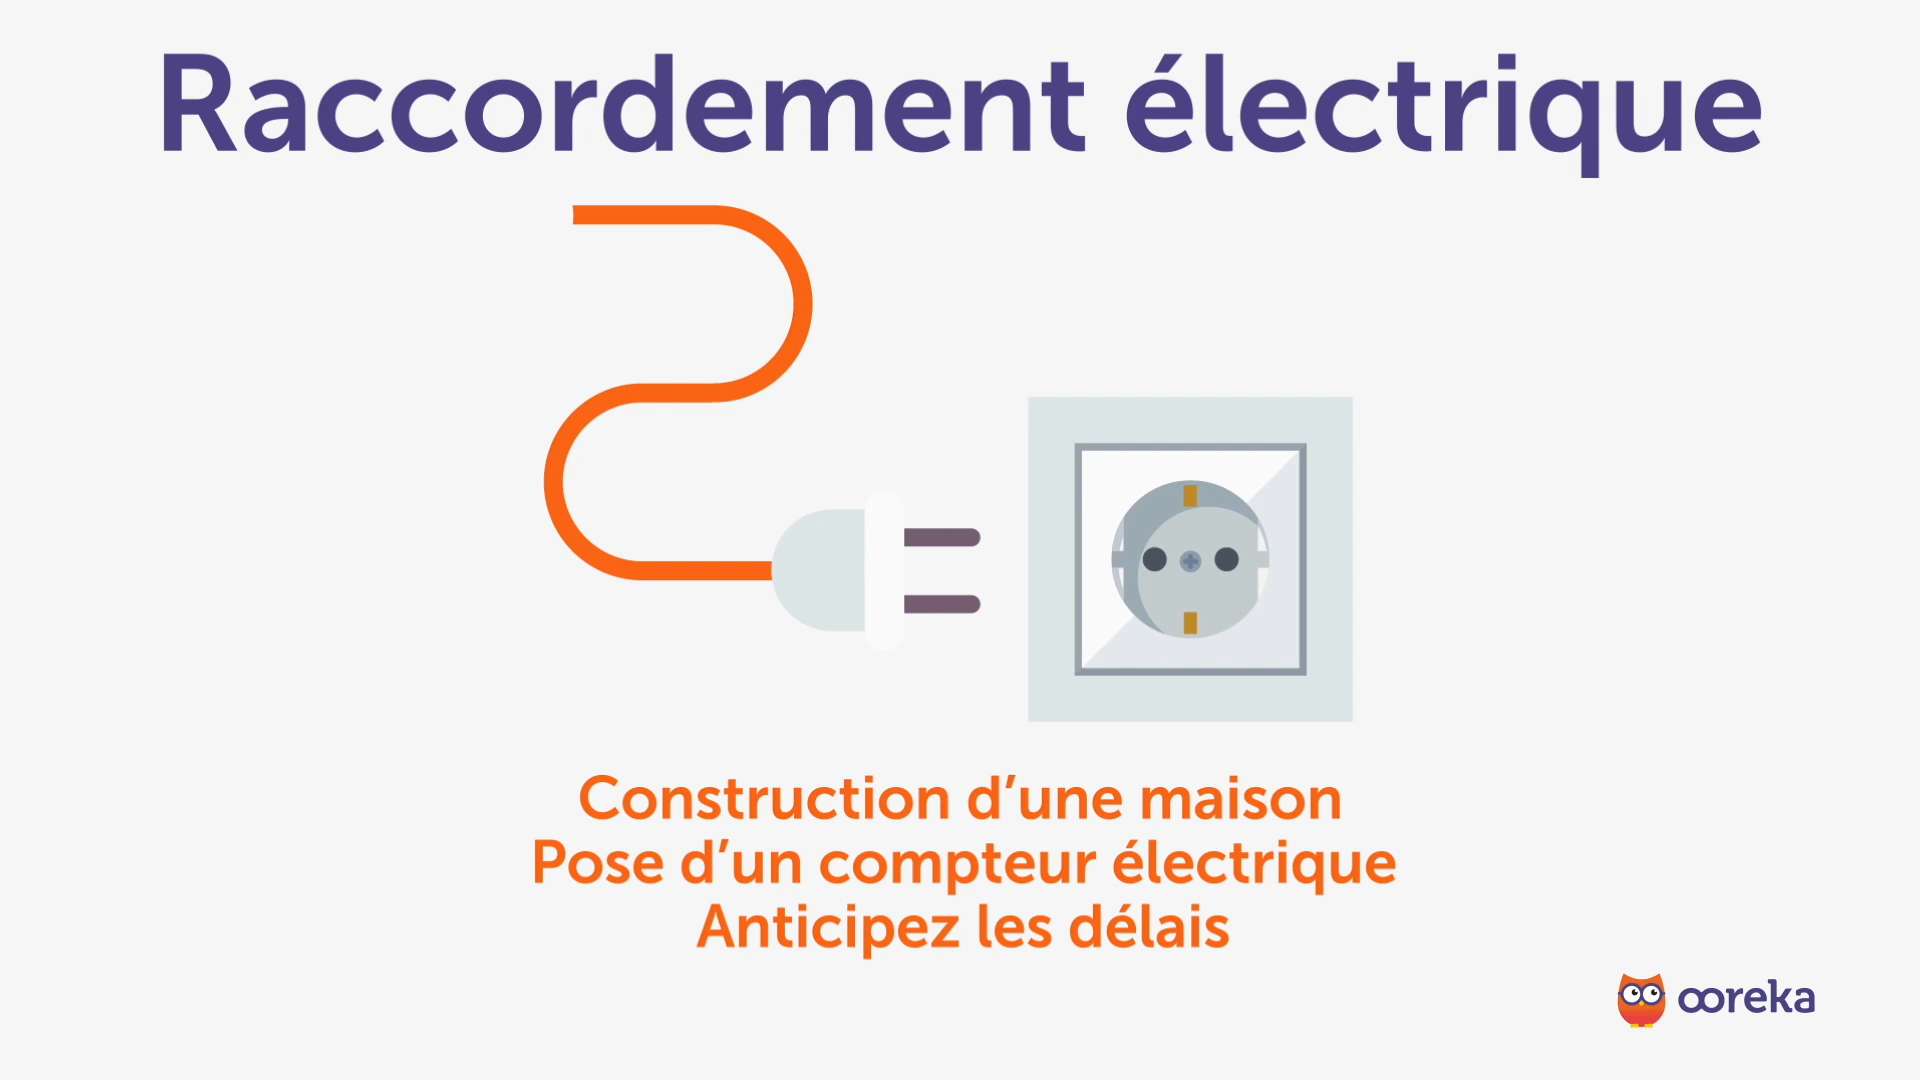 Raccordement électrique
Construction d’une maison
Pose d’un compteur électrique
Anticipez les délais
ooreka